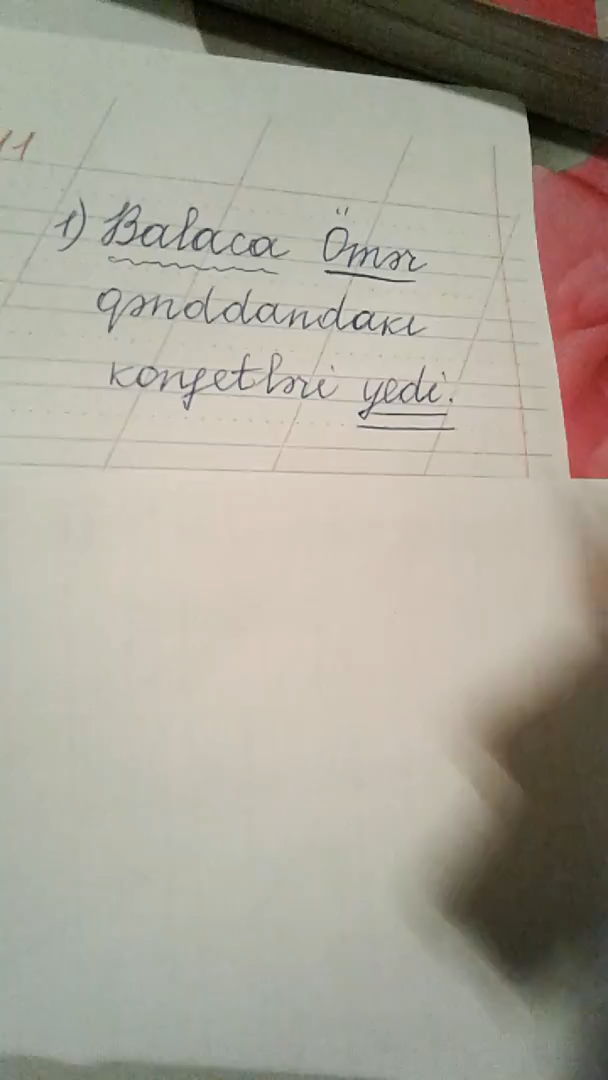 11
1) Balaca Ömər
qənddandakı
konfetləri yedi.